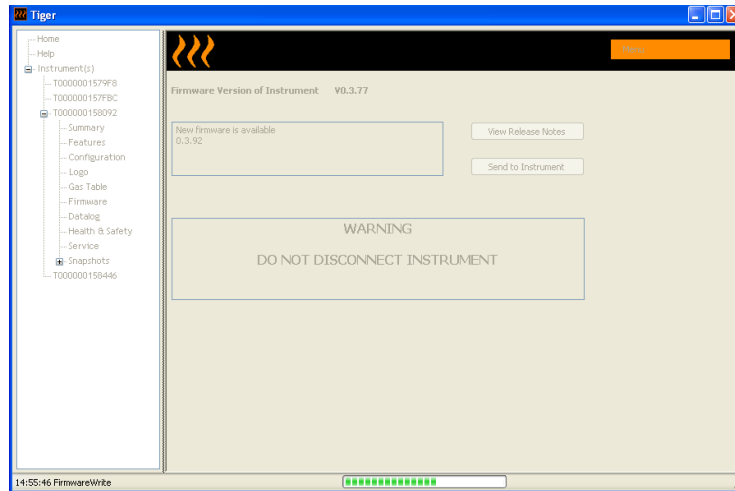 Tiger
Home
Help
Instrument(s)
T0000001579F8
T000000157FBC
T000000158092
Summary
Features
Configuration
Logo
Gas Table
Firmware
Datalog
Health & Safety
Service
Snapshots
T000000158446
Firmware Version of Instrument V0.3.77
New firmware is available
0.3.92
View Release Notes
Send to Instrument
WARNING
DO NOT DISCONNECT INSTRUMENT
14:55:46 FirmwareWrite